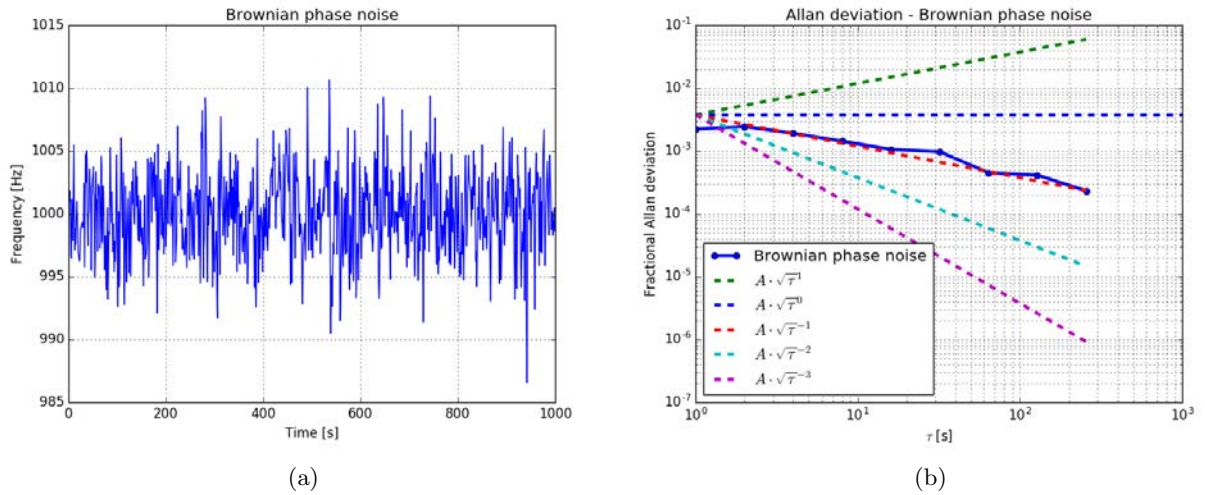 Brownian phase noise
1015
1010
1005
1000
995
990
985
Frequency [Hz]
0
200
400
600
800
1000
Time [s]
(a)
Allan deviation - Brownian phase noise
10⁻¹
10⁻²
10⁻³
10⁻⁴
10⁻⁵
10⁻⁶
10⁻⁷
Fractional Allan deviation
Brownian phase noise
A · √τ¹
A · √τ⁰
A · √τ⁻¹
A · √τ⁻²
A · √τ⁻³
10⁰
10¹
10²
10³
τ [s]
(b)